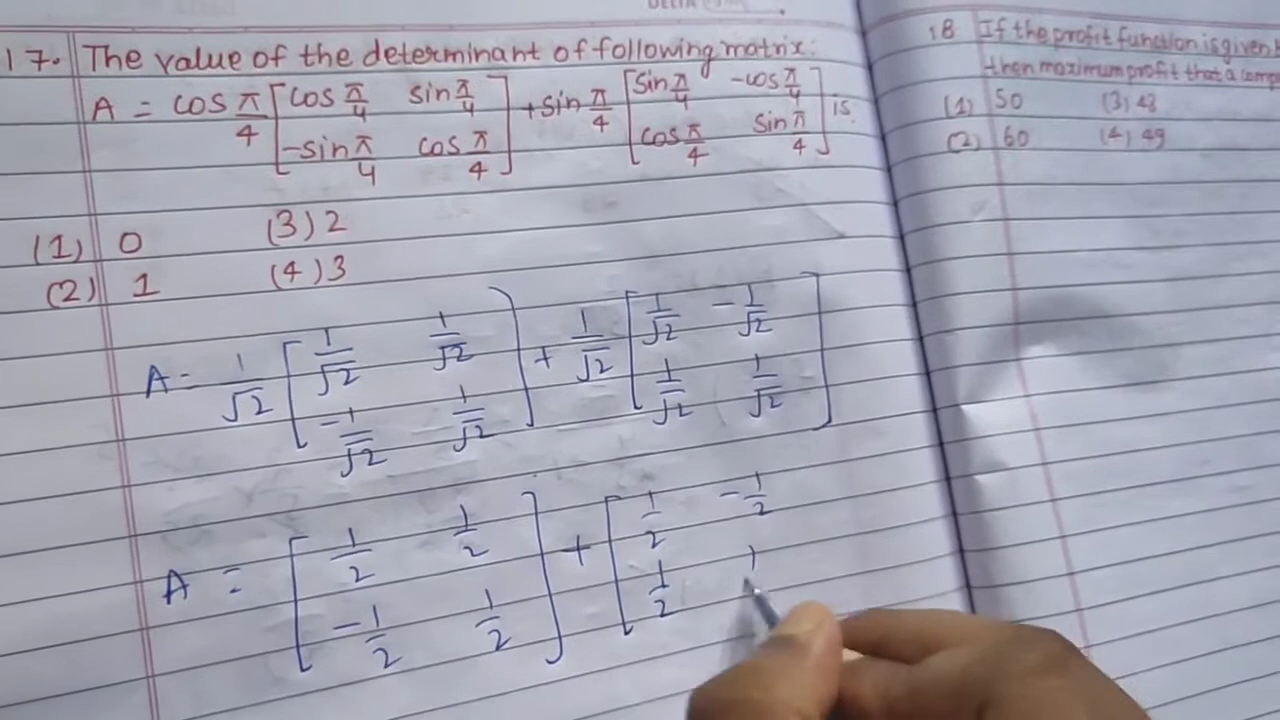 17. The value of the determinant of following matrix:
A = cos π/4 [cos π/4 sin π/4 -sin π/4 cos π/4] + sin π/4 [sin π/4 -cos π/4 cos π/4 sin π/4] is
(1) 0 (3) 2
(2) 1 (4) 3
A = 1/√2 [1/√2 1/√2 -1/√2 1/√2] + 1/√2 [1/√2 -1/√2 1/√2 1/√2]
A = [1/2 1/2 -1/2 1/2] + [1/2 -1/2 1/2 1
18 If the profit function is given
then maximum profit that a comp
(1) 50 (3) 48
(2) 60 (4) 49